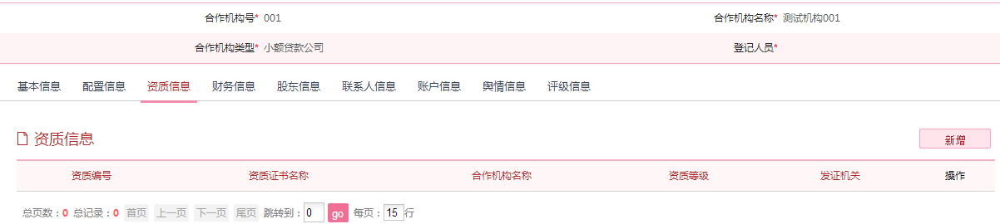 合作机构号* 001 合作机构名称* 测试机构001
合作机构类型* 小额贷款公司 登记人员*
基本信息 配置信息 资质信息 财务信息 股东信息 联系人信息 账户信息 舆情信息 评级信息
资质信息 新增
资质编号 资质证书名称 合作机构名称 资质等级 发证机关 操作
总页数：0 总记录：0 首页 上一页 下一页 尾页 跳转到：0 go 每页：15 行